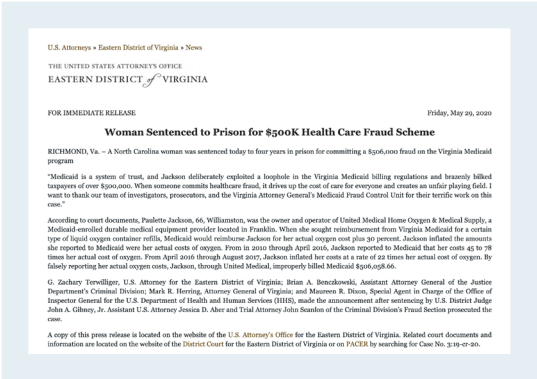 U.S. Attorneys » Eastern District of Virginia » News
THE UNITED STATES ATTORNEY'S OFFICE
EASTERN DISTRICT of VIRGINIA
FOR IMMEDIATE RELEASE Friday, May 29, 2020
Woman Sentenced to Prison for $500K Health Care Fraud Scheme
RICHMOND, Va. – A North Carolina woman was sentenced today to four years in prison for committing a $506,000 fraud on the Virginia Medicaid
program
"Medicaid is a system of trust, and Jackson deliberately exploited a loophole in the Virginia Medicaid billing regulations and brazenly bilked
taxpayers of over $500,000. When someone commits healthcare fraud, it drives up the cost of care for everyone and creates an unfair playing field. I
want to thank our team of investigators, prosecutors, and the Virginia Attorney General's Medicaid Fraud Control Unit for their terrific work on this
case."
According to court documents, Paulette Jackson, 66, Williamston, was the owner and operator of United Medical Home Oxygen & Medical Supply, a
Medicaid-enrolled durable medical equipment provider located in Franklin. When she sought reimbursement from Virginia Medicaid for a certain
type of liquid oxygen container refills, Medicaid would reimburse Jackson for her actual oxygen cost plus 30 percent. Jackson inflated the amounts
she reported to Medicaid were her actual costs of oxygen. From in 2010 through April 2016, Jackson reported to Medicaid that her costs 45 to 78
times her actual cost of oxygen. From April 2016 through August 2017, Jackson inflated her costs at a rate of 22 times her actual cost of oxygen. By
falsely reporting her actual oxygen costs, Jackson, through United Medical, improperly billed Medicaid $506,058.66.
G. Zachary Terwilliger, U.S. Attorney for the Eastern District of Virginia; Brian A. Benczkowski, Assistant Attorney General of the Justice
Department's Criminal Division; Mark R. Herring, Attorney General of Virginia; and Maureen R. Dixon, Special Agent in Charge of the Office of
Inspector General for the U.S. Department of Health and Human Services (HHS), made the announcement after sentencing by U.S. District Judge
John A. Gibney, Jr. Assistant U.S. Attorney Jessica D. Aber and Trial Attorney John Scanlon of the Criminal Division's Fraud Section prosecuted the
case.
A copy of this press release is located on the website of the U.S. Attorney's Office for the Eastern District of Virginia. Related court documents and
information are located on the website of the District Court for the Eastern District of Virginia or on PACER by searching for Case No. 3:19-cr-20.